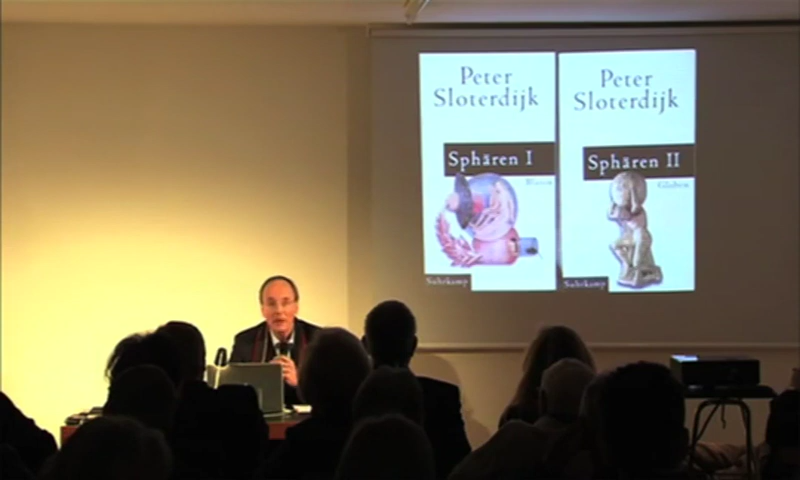 Peter
Sloterdijk
Sphären I
Blasen
Suhrkamp
Peter
Sloterdijk
Sphären II
Globen
Suhrkamp